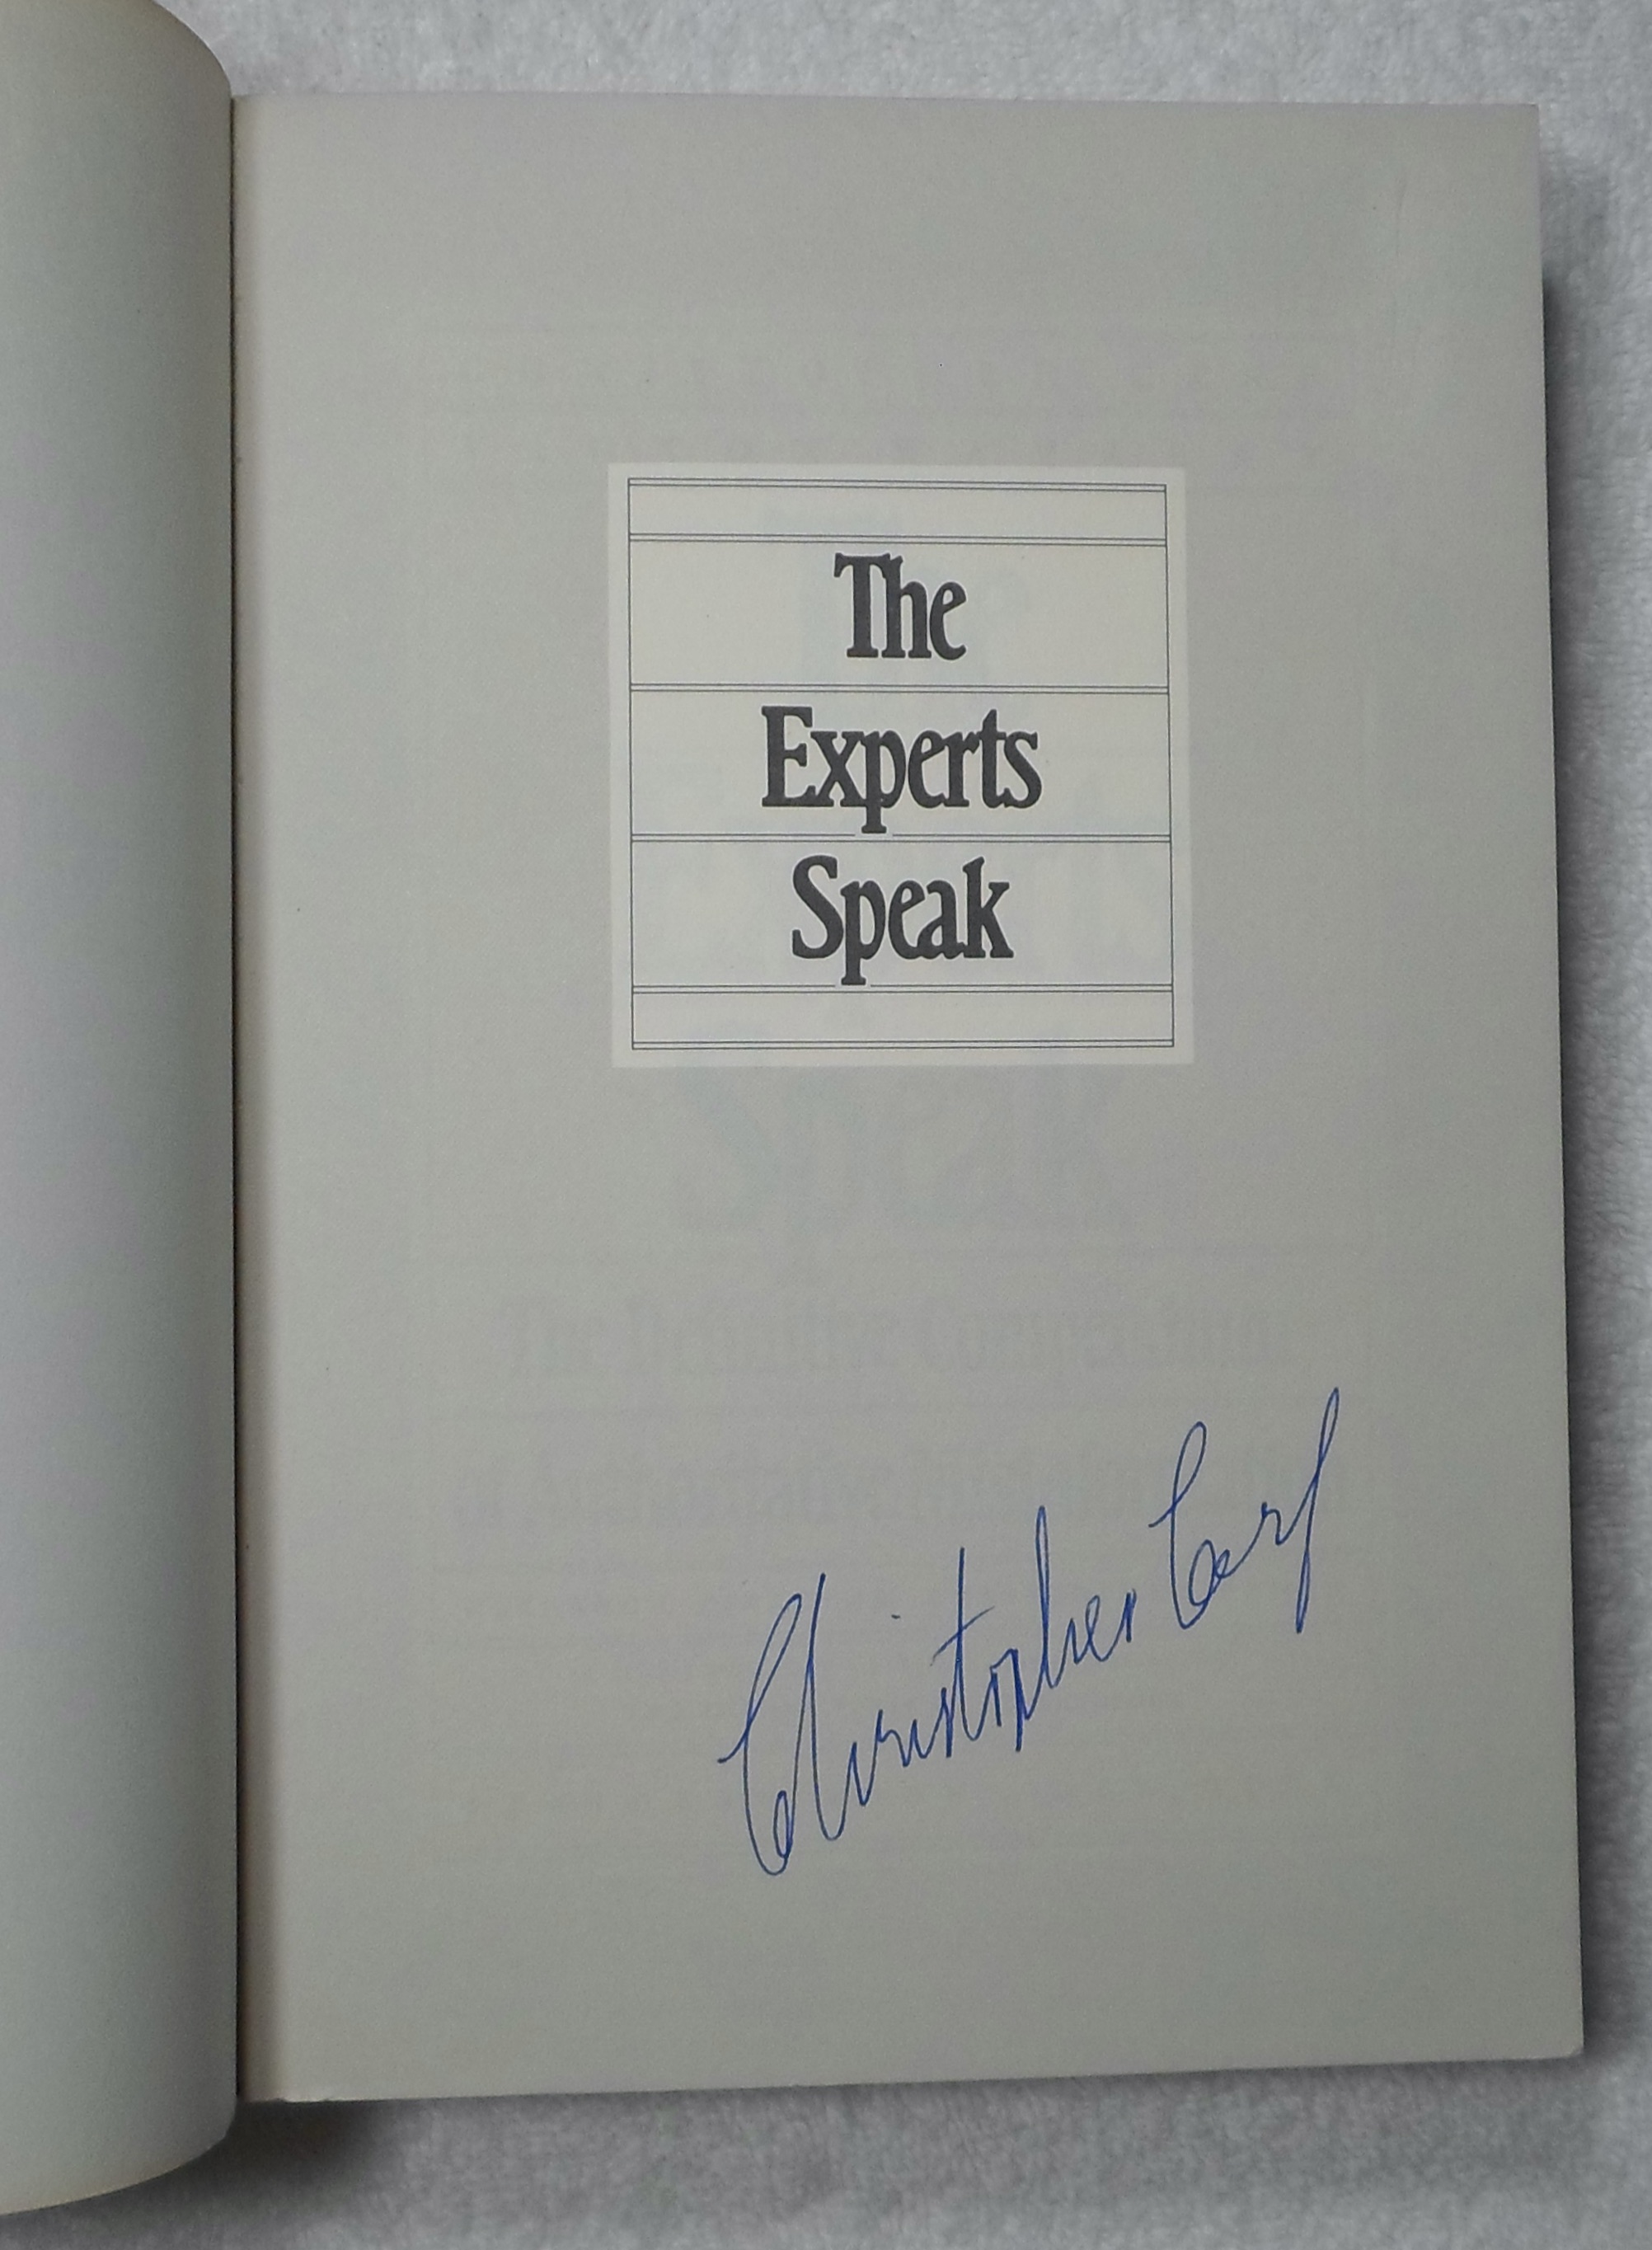 The
Experts
Speak
Christopher Cerf